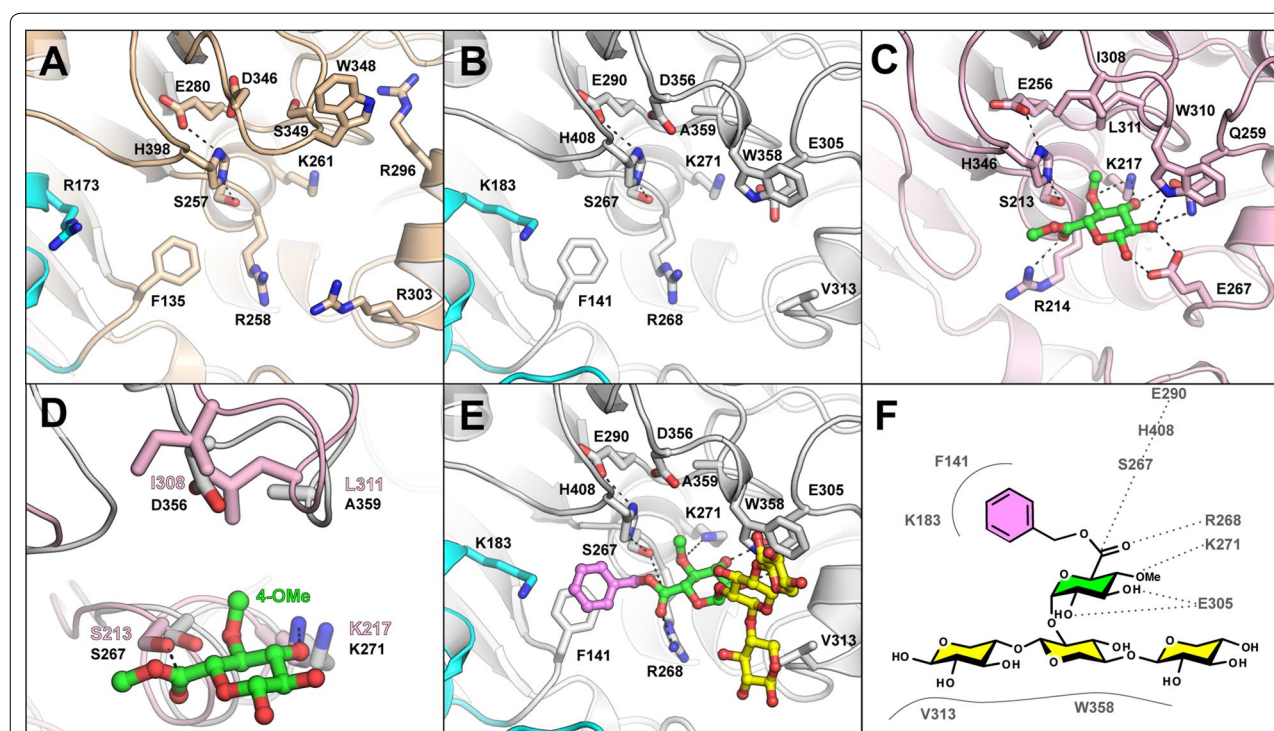 A
E280
D346
W348
S349
H398
K261
R173
S257
R296
F135
R258
R303
B
E290
D356
H408
A359
E305
K271
W358
K183
S267
F141
V313
R268
C
I308
E256
W310
L311
Q259
H346
K217
S213
E267
R214
D
I308
D356
L311
A359
4-OMe
S213
S267
K217
K271
E
E290
D356
A359
H408
E305
W358
K271
K183
S267
F141
R268
V313
F
E290
H408
S267
F141
K183
O
O
R268
K271
O
OMe
OH
HO
E305
O
O
HO
HO
OH
O
O
OH
O
O
HO
OH
OH
V313
W358